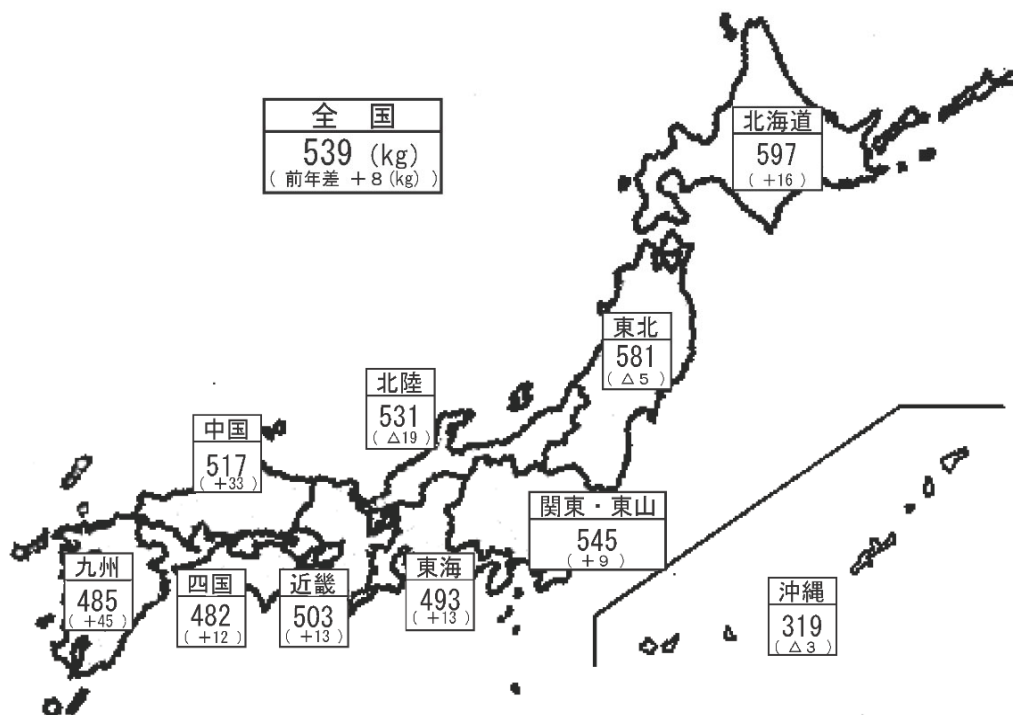 全 国
539 (kg)
( 前年差 +8(kg) )
北海道
597
( +16)
東北
581
( △5)
北陸
531
( △19)
中国
517
( +33)
関東・東山
545
( +9)
九州
485
( +45)
四国
482
( +12)
近畿
503
( +13)
東海
493
( +13)
沖縄
319
( △3)